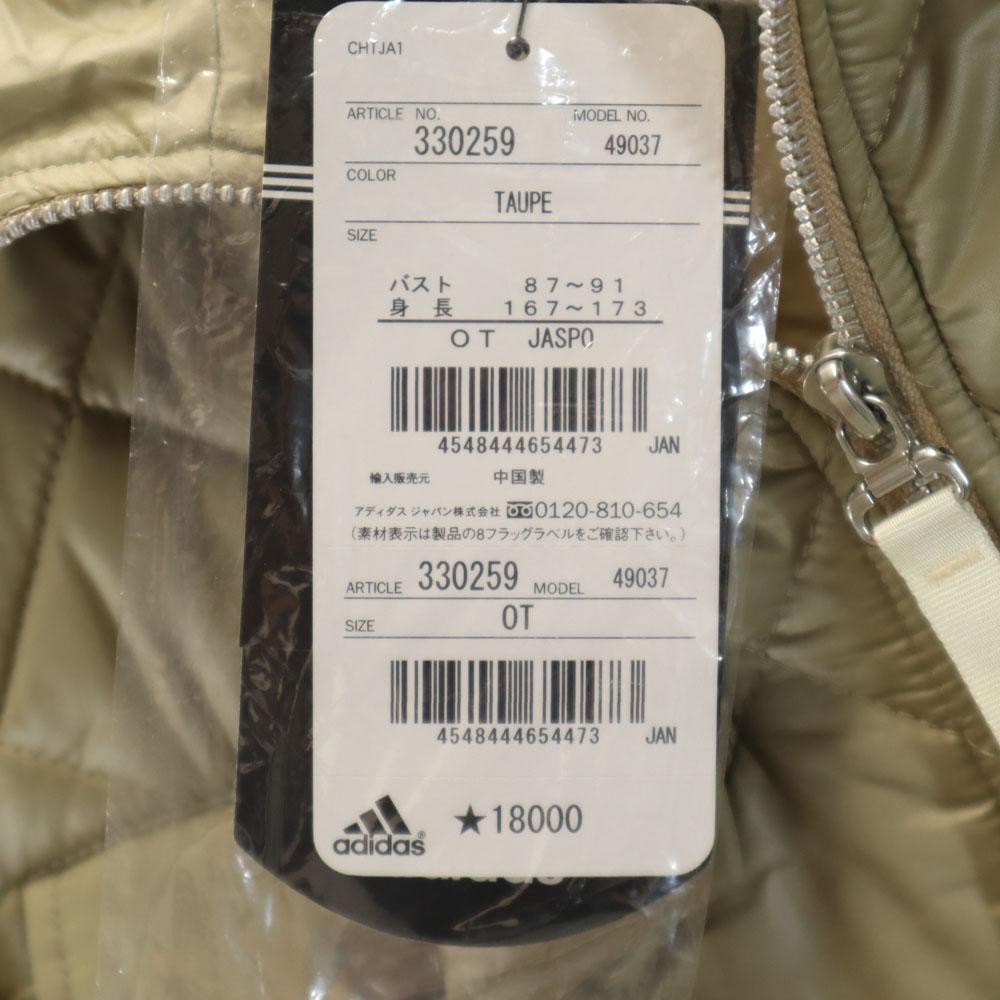 CHTJA1
ARTICLE NO. MODEL NO.
330259 49037
COLOR
TAUPE
SIZE
バスト 87～91
身長 167～173
OT JASPO
4548444654473 JAN
輸入販売元 中国製
アディダス ジャパン株式会社 0120-810-654
(素材表示は製品の8フラッグラベルをご確認下さい。)
ARTICLE 330259 MODEL 49037
SIZE OT
4548444654473 JAN
adidas® ★18000